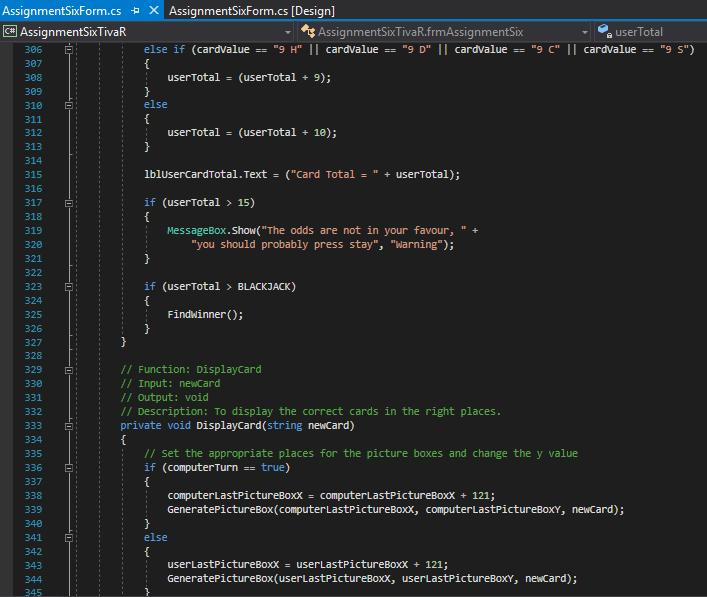 AssignmentSixForm.cs AssignmentSixForm.cs [Design]
C# AssignmentSixTivaR AssignmentSixTivaR.frmAssignmentSix userTotal
306 else if (cardValue == "9 H" || cardValue == "9 D" || cardValue == "9 C" || cardValue == "9 S")
307 {
308 userTotal = (userTotal + 9);
309 }
310 else
311 {
312 userTotal = (userTotal + 10);
313 }
314
315 lblUserCardTotal.Text = ("Card Total = " + userTotal);
316
317 if (userTotal > 15)
318 {
319 MessageBox.Show("The odds are not in your favour, " +
320 "you should probably press stay", "Warning");
321 }
322
323 if (userTotal > BLACKJACK)
324 {
325 FindWinner();
326 }
327 }
328
329 // Function: DisplayCard
330 // Input: newCard
331 // Output: void
332 // Description: To display the correct cards in the right places.
333 private void DisplayCard(string newCard)
334 {
335 // Set the appropriate places for the picture boxes and change the y value
336 if (computerTurn == true)
337 {
338 computerLastPictureBoxX = computerLastPictureBoxX + 121;
339 GeneratePictureBox(computerLastPictureBoxX, computerLastPictureBoxY, newCard);
340 }
341 else
342 {
343 userLastPictureBoxX = userLastPictureBoxX + 121;
344 GeneratePictureBox(userLastPictureBoxX, userLastPictureBoxY, newCard);
345 }